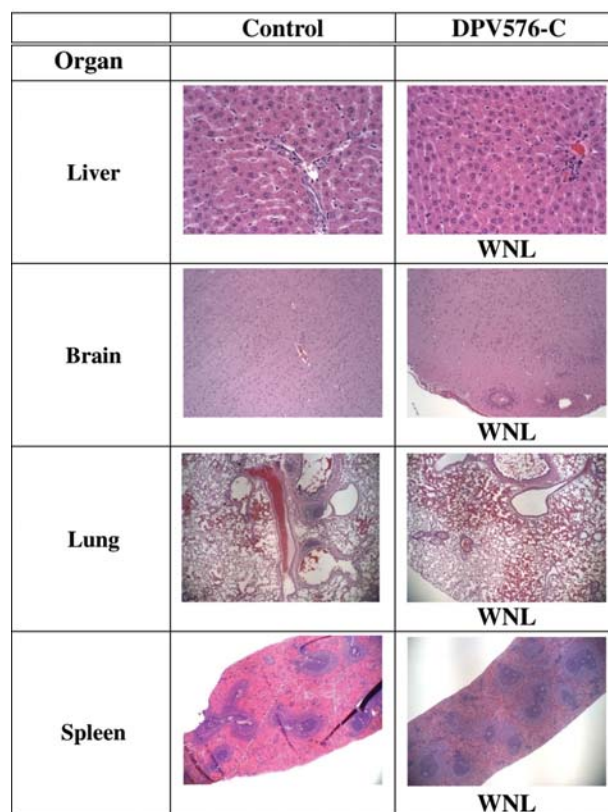 Control DPV576-C
Organ
Liver
WNL
Brain
WNL
Lung
WNL
Spleen
WNL